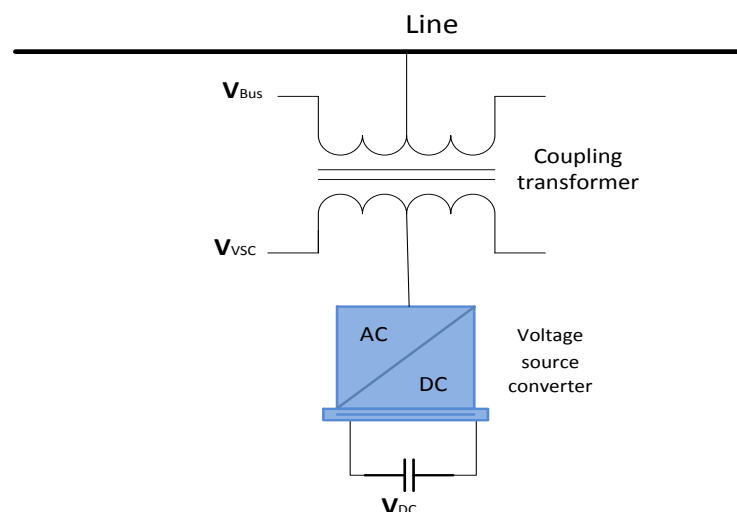 Line
VBus
Coupling
transformer
VVSC
AC
DC
Voltage
source
converter
VDC